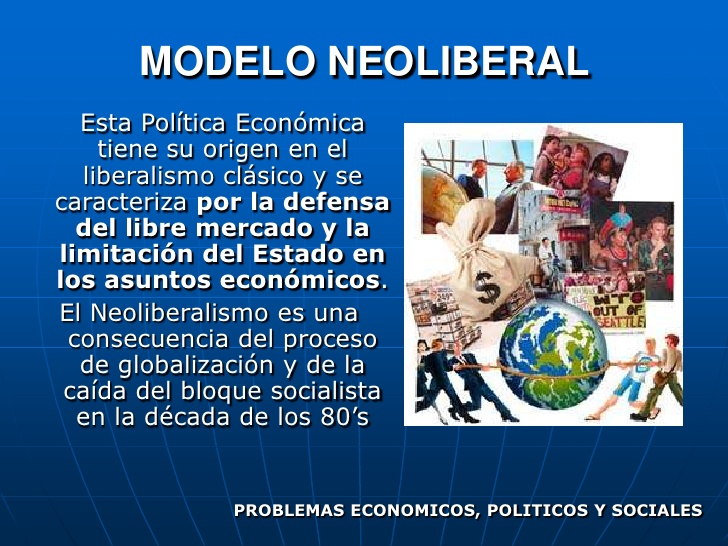 MODELO NEOLIBERAL
Esta Política Económica
tiene su origen en el
liberalismo clásico y se
caracteriza por la defensa
del libre mercado y la
limitación del Estado en
los asuntos económicos.
El Neoliberalismo es una
consecuencia del proceso
de globalización y de la
caída del bloque socialista
en la década de los 80’s
$
WTO
OUT OF
SEATTLE
PROBLEMAS ECONOMICOS, POLITICOS Y SOCIALES